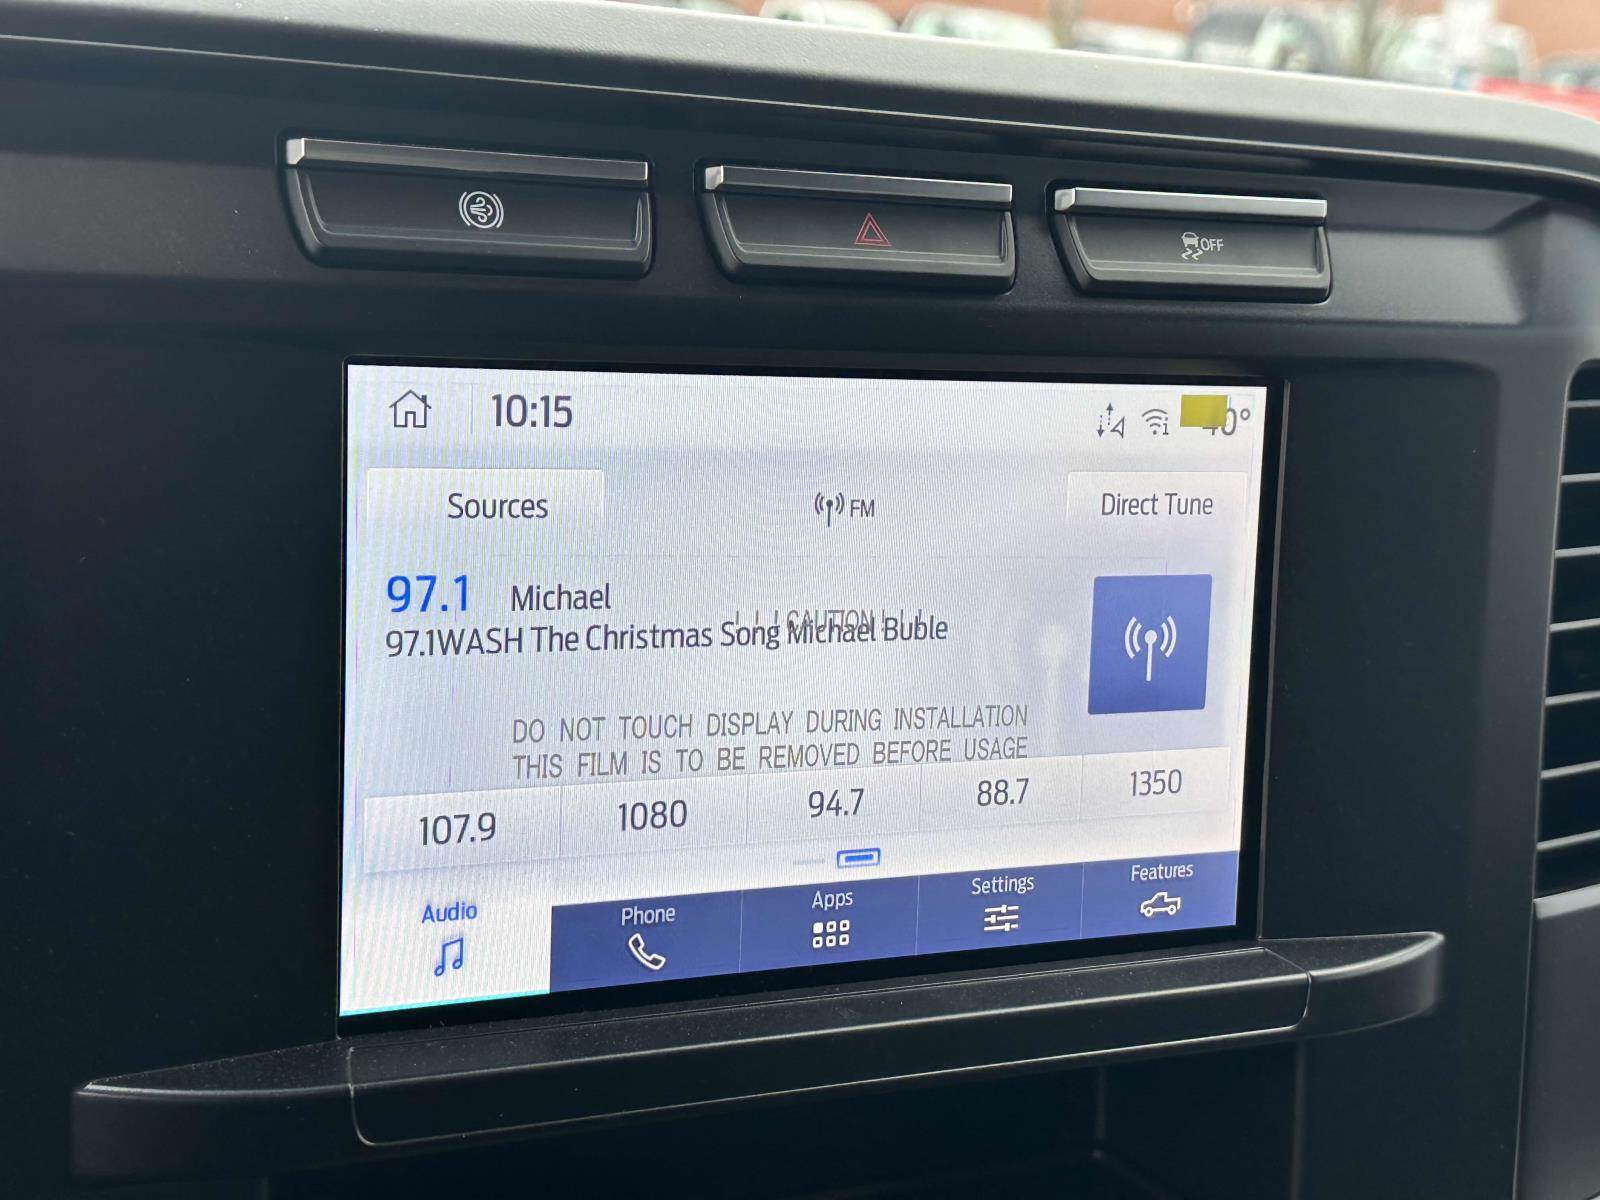 OFF
10:15
40°
Sources
FM
Direct Tune
97.1 Michael
! ! ! CAUTION ! ! !
97.1WASH The Christmas Song Michael Buble
DO NOT TOUCH DISPLAY DURING INSTALLATION
THIS FILM IS TO BE REMOVED BEFORE USAGE
107.9 1080 94.7 88.7 1350
Audio Phone Apps Settings Features